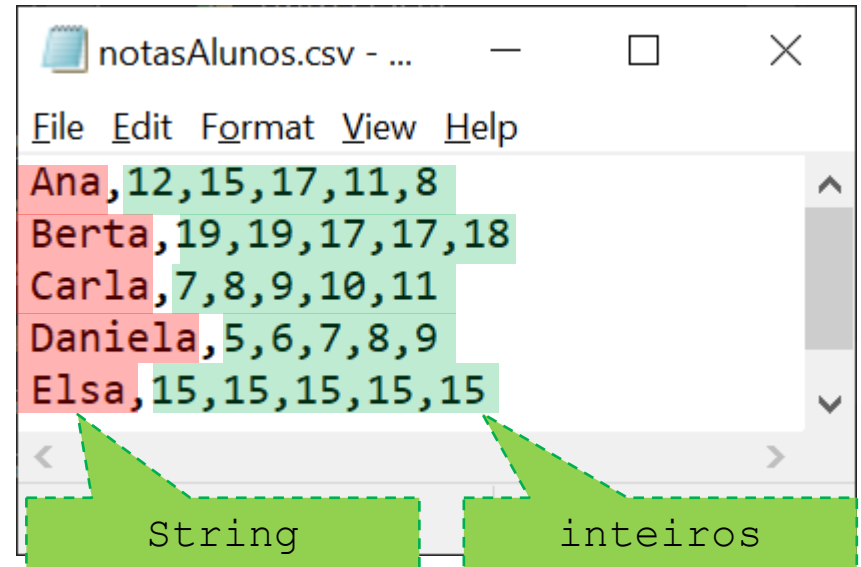 notasAlunos.csv - ...
File Edit Format View Help
Ana,12,15,17,11,8
Berta,19,19,17,17,18
Carla,7,8,9,10,11
Daniela,5,6,7,8,9
Elsa,15,15,15,15,15
String inteiros